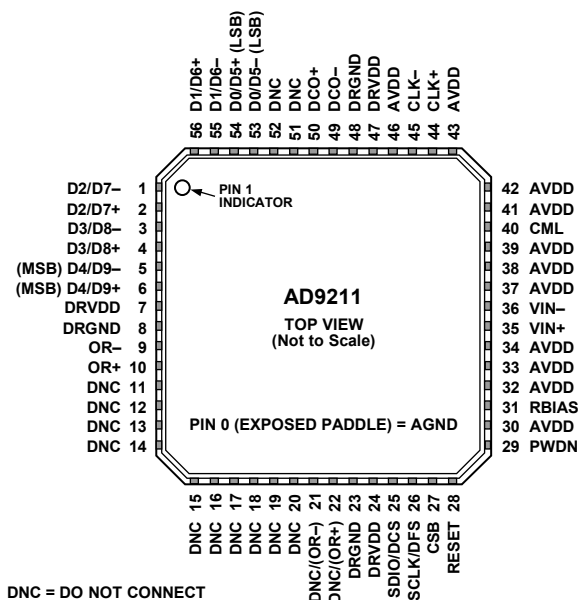 56 D1/D6+
55 D1/D6–
54 D0/D5+ (LSB)
53 D0/D5– (LSB)
52 DNC
51 DNC
50 DCO+
49 DCO–
48 DRGND
47 DRVDD
46 AVDD
45 CLK–
44 CLK+
43 AVDD
D2/D7– 1
D2/D7+ 2
D3/D8– 3
D3/D8+ 4
(MSB) D4/D9– 5
(MSB) D4/D9+ 6
DRVDD 7
DRGND 8
OR– 9
OR+ 10
DNC 11
DNC 12
DNC 13
DNC 14
PIN 1
INDICATOR
AD9211
TOP VIEW
(Not to Scale)
PIN 0 (EXPOSED PADDLE) = AGND
42 AVDD
41 AVDD
40 CML
39 AVDD
38 AVDD
37 AVDD
36 VIN–
35 VIN+
34 AVDD
33 AVDD
32 AVDD
31 RBIAS
30 AVDD
29 PWDN
DNC 15
DNC 16
DNC 17
DNC 18
DNC 19
DNC 20
DNC/(OR–) 21
DNC/(OR+) 22
DRGND 23
DRVDD 24
SDIO/DCS 25
SCLK/DFS 26
CSB 27
RESET 28
DNC = DO NOT CONNECT